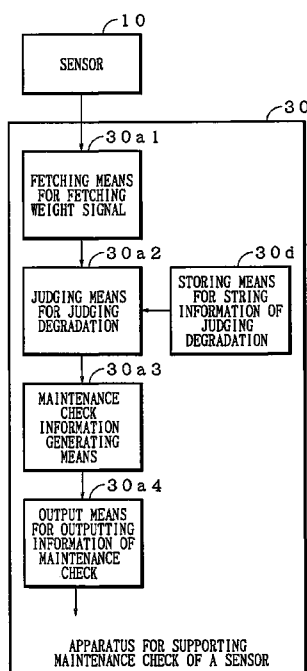 10
SENSOR
30
30a1
FETCHING MEANS
FOR FETCHING
WEIGHT SIGNAL
30a2
JUDGING MEANS
FOR JUDGING
DEGRADATION
30d
STORING MEANS
FOR STRING
INFORMATION OF
JUDGING
DEGRADATION
30a3
MAINTENANCE
CHECK
INFORMATION
GENERATING
MEANS
30a4
OUTPUT MEANS
FOR OUTPUTTING
INFORMATION OF
MAINTENANCE
CHECK
APPARATUS FOR SUPPORTING
MAINTENANCE CHECK OF A SENSOR